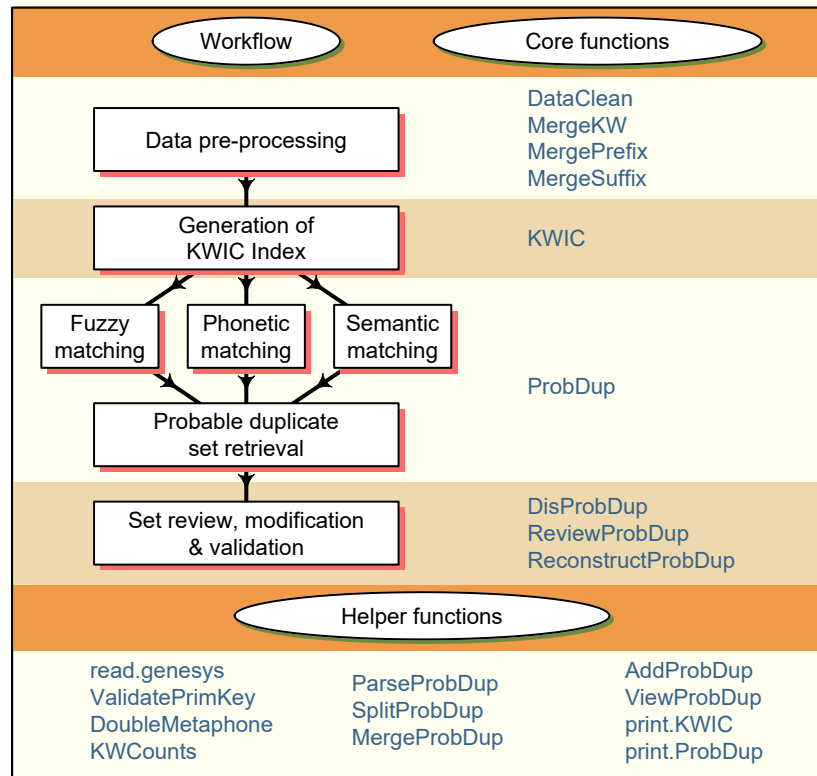 Workflow
Core functions
Data pre-processing
DataClean
MergeKW
MergePrefix
MergeSuffix
Generation of
KWIC Index
KWIC
Fuzzy
matching
Phonetic
matching
Semantic
matching
Probable duplicate
set retrieval
ProbDup
Set review, modification
& validation
DisProbDup
ReviewProbDup
ReconstructProbDup
Helper functions
read.genesys
ValidatePrimKey
DoubleMetaphone
KWCounts
ParseProbDup
SplitProbDup
MergeProbDup
AddProbDup
ViewProbDup
print.KWIC
print.ProbDup